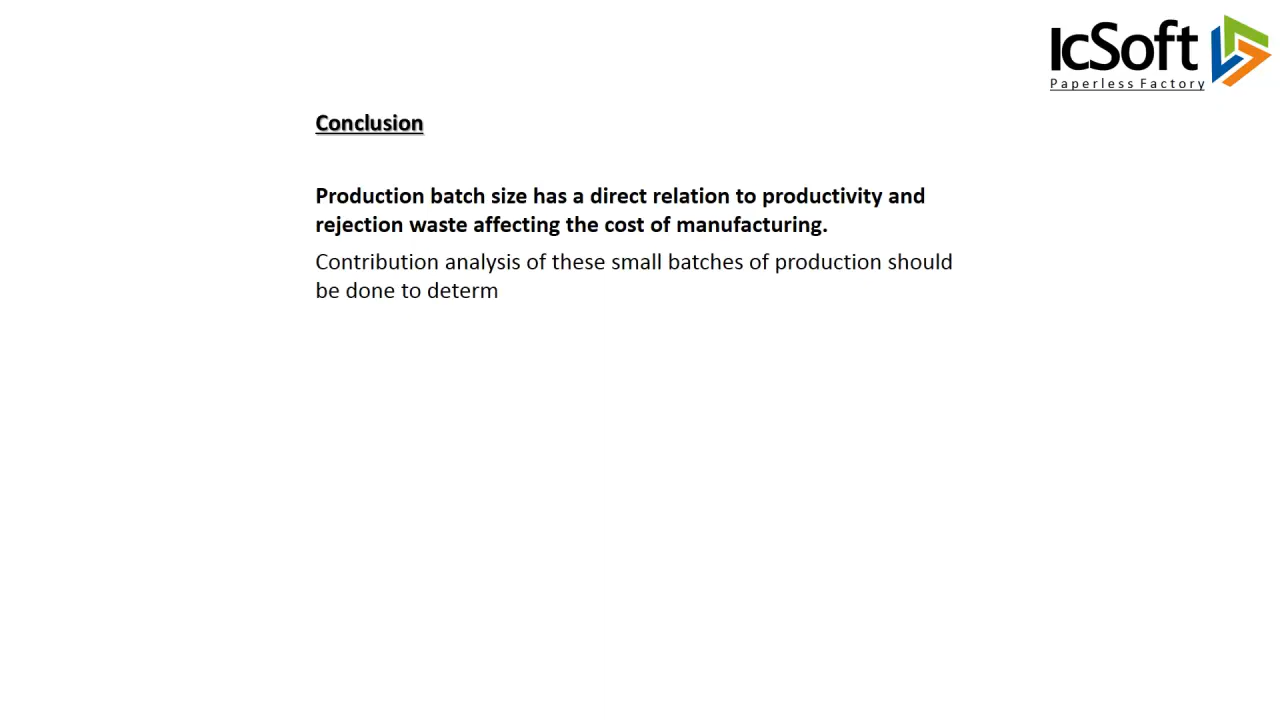 IcSoft
Paperless Factory
Conclusion
Production batch size has a direct relation to productivity and
rejection waste affecting the cost of manufacturing.
Contribution analysis of these small batches of production should
be done to determ